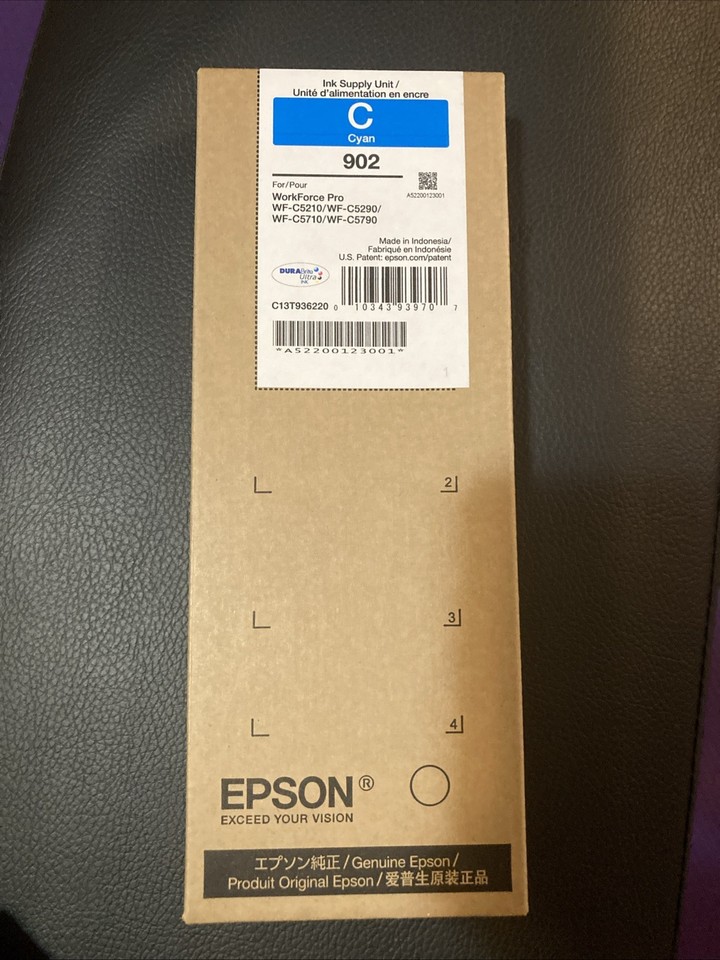 Ink Supply Unit /
Unité d'alimentation en encre
C
Cyan
902
For/Pour
WorkForce Pro
WF-C5210/WF-C5290/
WF-C5710/WF-C5790
A52200123001
Made in Indonesia/
Fabriqué en Indonésie
U.S. Patent: epson.com/patent
DURABrite
Ultra
INK
C13T936220
0 10343 93970 7
*A52200123001*
1
2
3
4
EPSON®
EXCEED YOUR VISION
エプソン純正/Genuine Epson/
Produit Original Epson/爱普生原装正品